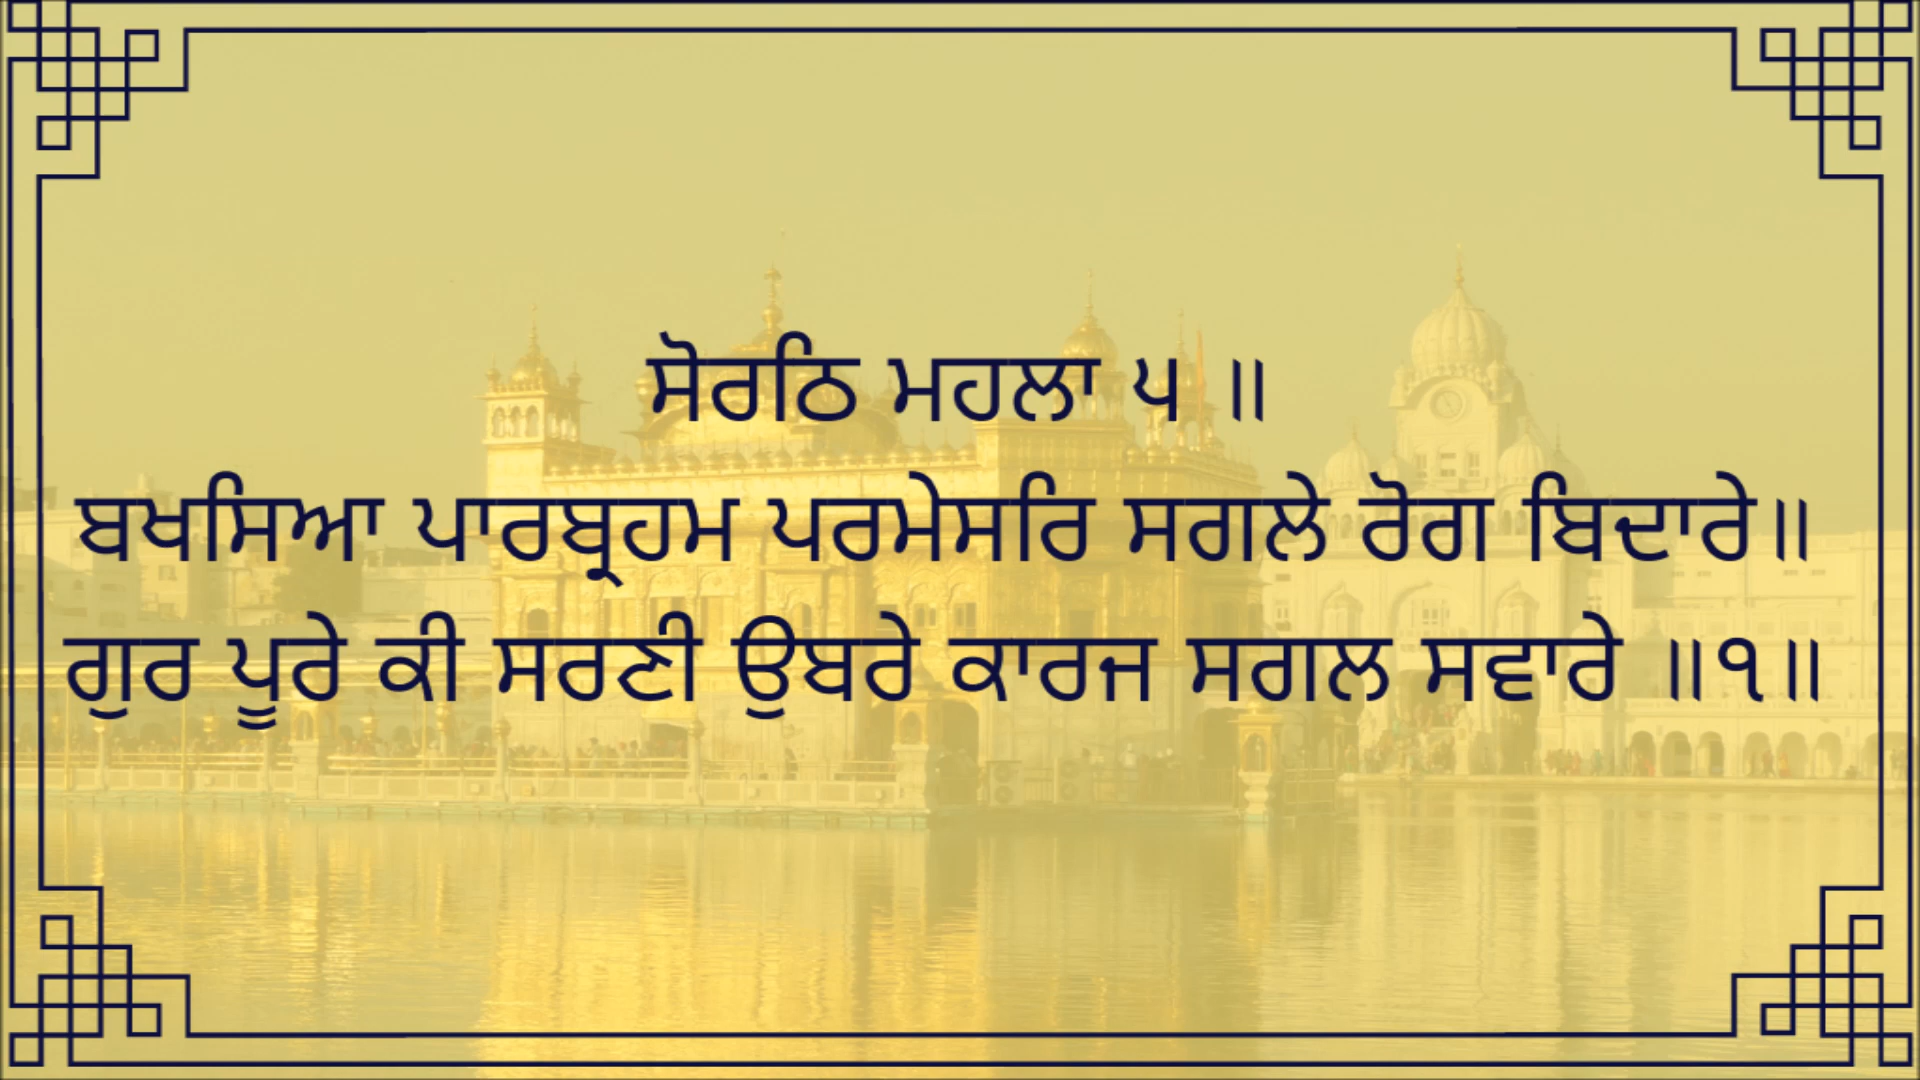 ਸੋਰਠਿ ਮਹਲਾ ੫ ॥
ਬਖਸਿਆ ਪਾਰਬ੍ਰਹਮ ਪਰਮੇਸਰਿ ਸਗਲੇ ਰੋਗ ਬਿਦਾਰੇ॥
ਗੁਰ ਪੂਰੇ ਕੀ ਸਰਣੀ ਉਬਰੇ ਕਾਰਜ ਸਗਲ ਸਵਾਰੇ ॥੧॥